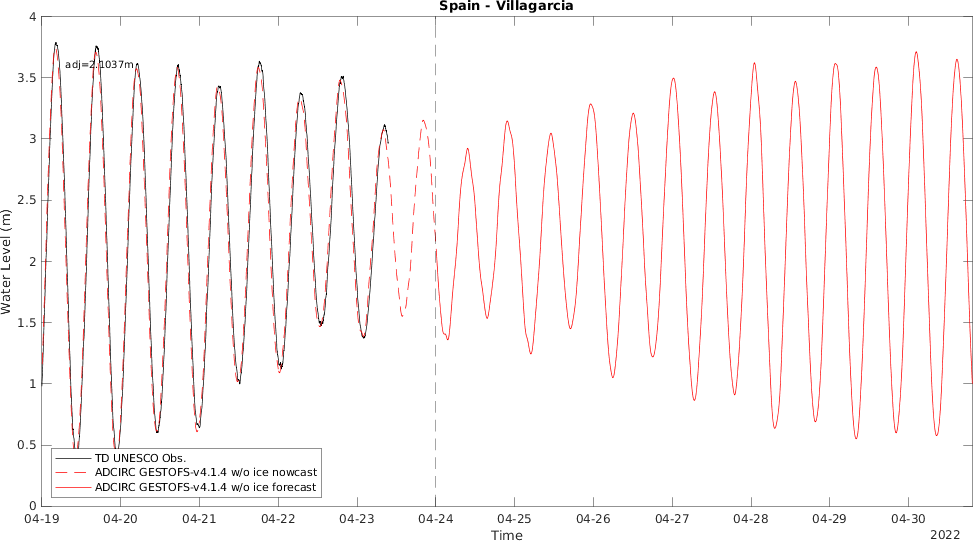 Spain - Villagarcia
4
3.5
3
2.5
2
1.5
1
0.5
0
Water Level (m)
adj=2.1037m
TD UNESCO Obs.
ADCIRC GESTOFS-v4.1.4 w/o ice nowcast
ADCIRC GESTOFS-v4.1.4 w/o ice forecast
04-19 04-20 04-21 04-22 04-23 04-24 04-25 04-26 04-27 04-28 04-29 04-30
Time
2022